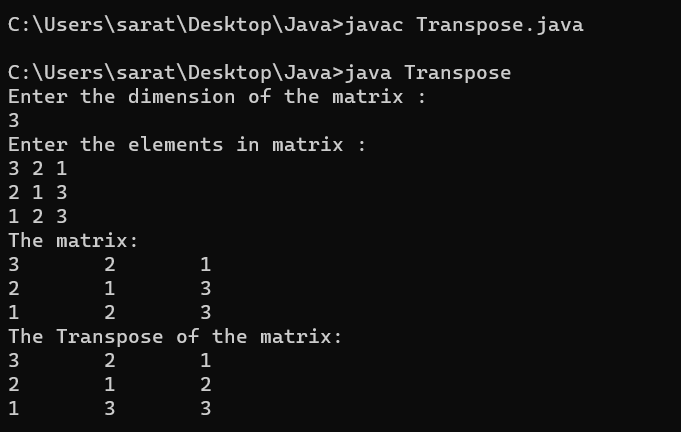 C:\Users\sarat\Desktop\Java>javac Transpose.java
C:\Users\sarat\Desktop\Java>java Transpose
Enter the dimension of the matrix :
3
Enter the elements in matrix :
3 2 1
2 1 3
1 2 3
The matrix:
3       2       1
2       1       3
1       2       3
The Transpose of the matrix:
3       2       1
2       1       2
1       3       3